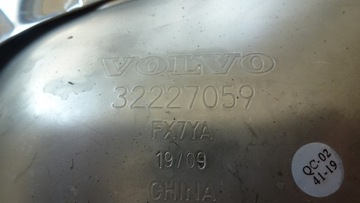 VOLVO
32227059
FX7YA
19/09
CHINA
QC-02
41-19